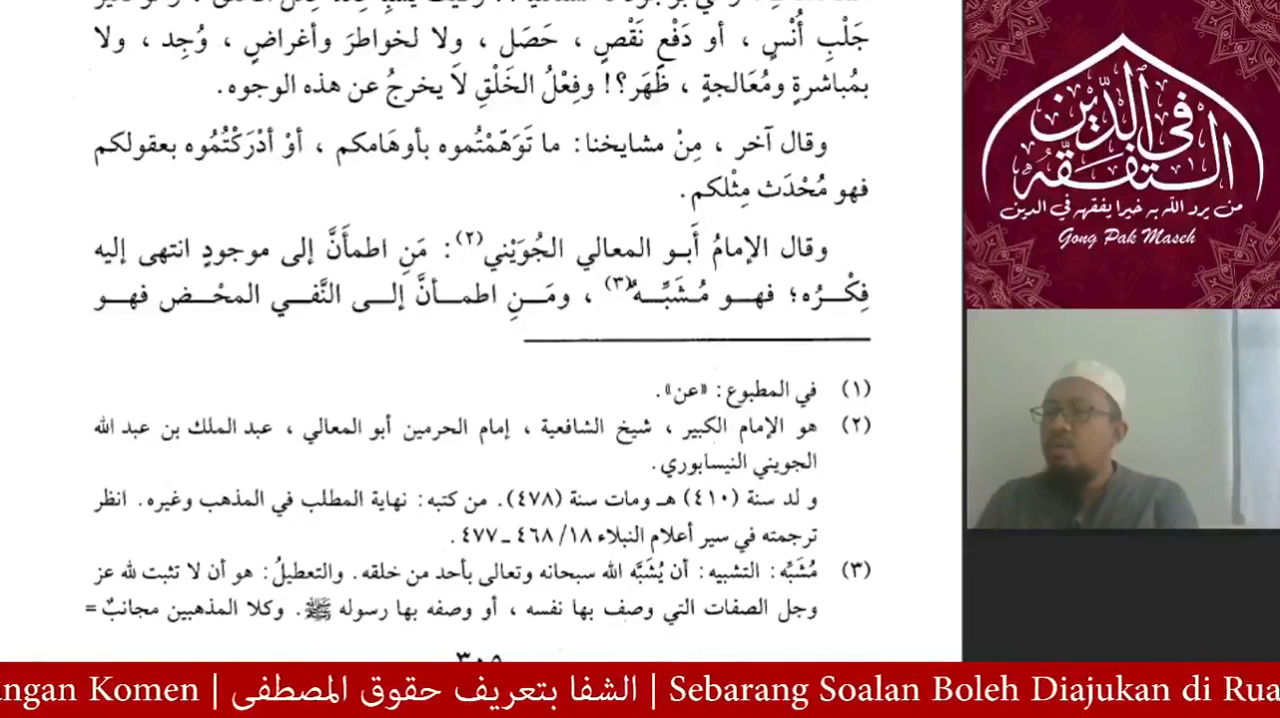 جَلْبِ أُنْسٍ ، أو دَفْعِ نَقْصٍ ، حَصَل ، ولا لخواطرَ وأغراضٍ ، وُجِد ، ولا
بمُباشرةٍ ومُعَالجةٍ ، ظَهَر؟! وفِعْلُ الخَلْقِ لاَ يخرجُ عن هذه الوجوه.
وقال آخر ، مِنْ مشايخنا: ما تَوَهَّمْتُموه بأوهَامكم ، أوْ أدْرَكْتُمُوه بعقولكم
فهو مُحْدَث مِثْلكم.
وقال الإمامُ أَبو المعالي الجُوَيْني(٢): مَنِ اطمأَنَّ إلى موجودٍ انتهى إليه
فِكْرُه؛ فهو مُشَبِّه(٣) ، ومَنِ اطمأنَّ إلى النَّفي المحْض فهو
(١) في المطبوع: «عن».
(٢) هو الإمام الكبير ، شيخ الشافعية ، إمام الحرمين أبو المعالي ، عبد الملك بن عبد الله
الجويني النيسابوري.
و لد سنة (٤١٠) هـ ومات سنة (٤٧٨). من كتبه: نهاية المطلب في المذهب وغيره. انظر
ترجمته في سير أعلام النبلاء ١٨/ ٤٦٨ ـ ٤٧٧ .
(٣) مُشَبِّه: التشبيه: أن يُشَبَّه الله سبحانه وتعالى بأحد من خلقه. والتعطيلُ: هو أن لا تثبت لله عز
وجل الصفات التي وصف بها نفسه ، أو وصفه بها رسوله ﷺ. وكلا المذهبين مجانبٌ =
التفقه في الدين
من يرد الله به خيرا يفقهه في الدين
Gong Pak Maseh
ngan Komen | الشفا بتعريف حقوق المصطفى | Sebarang Soalan Boleh Diajukan di Rua